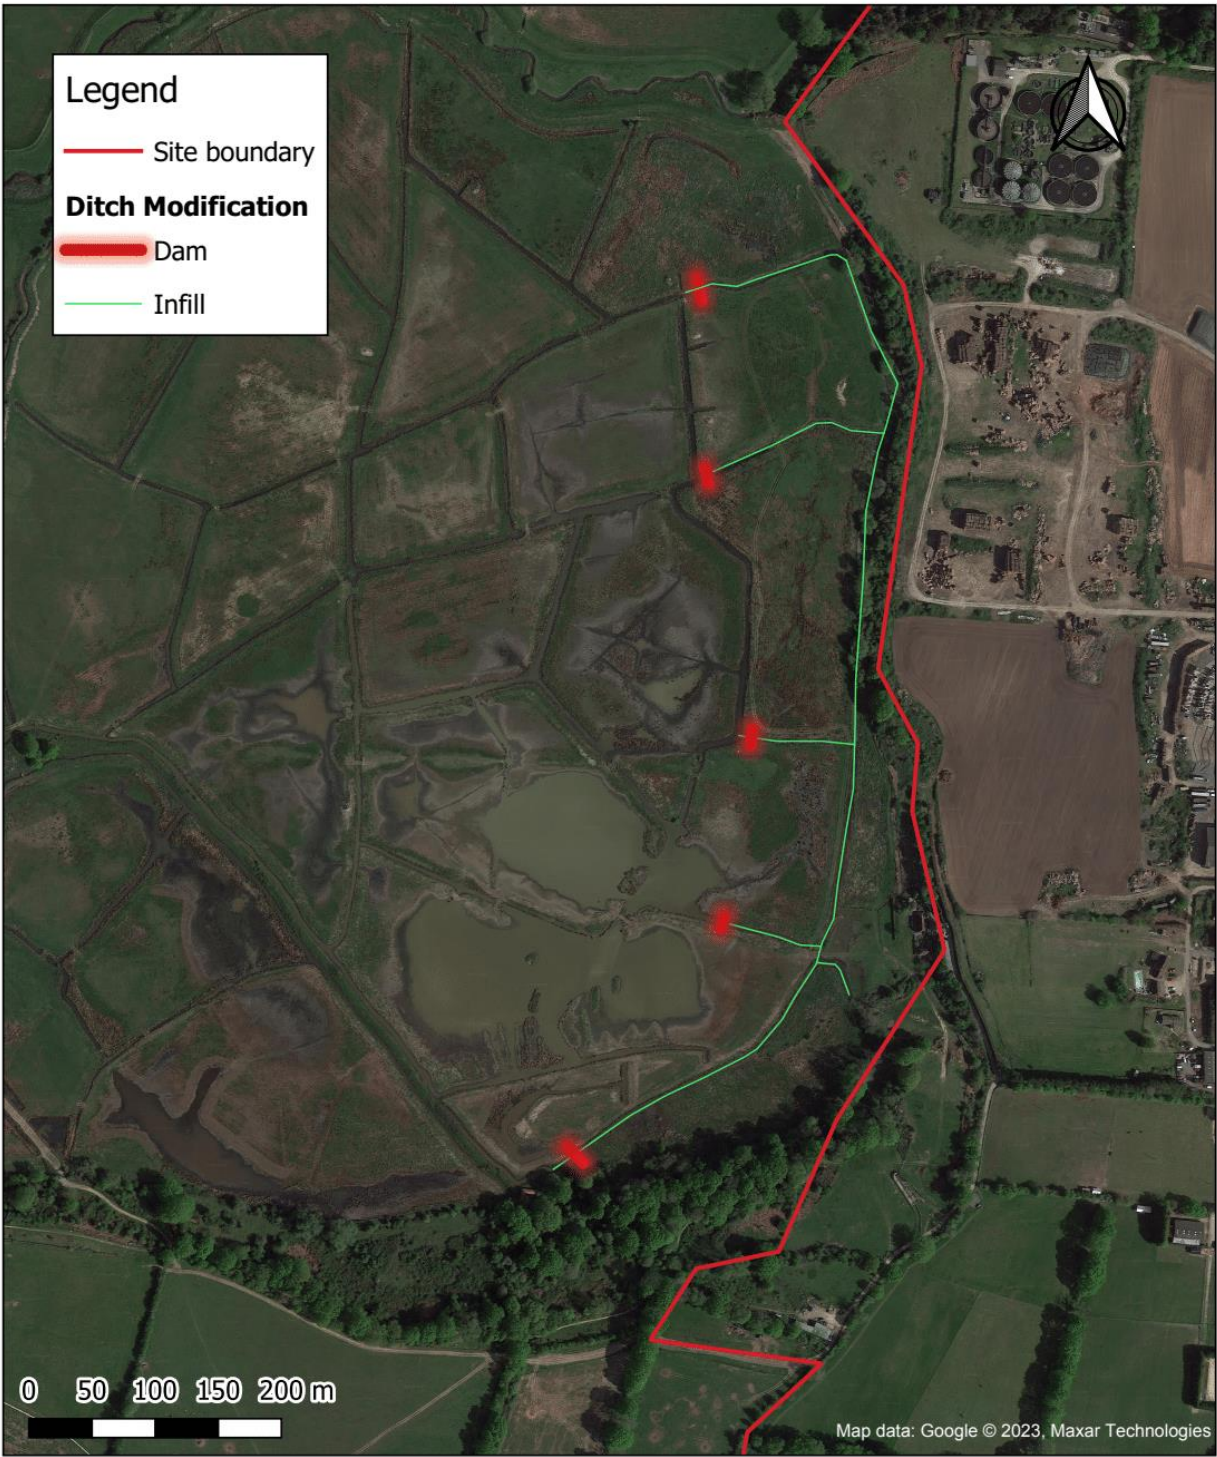 Legend
Site boundary
Ditch Modification
Dam
Infill
0 50 100 150 200 m
Map data: Google © 2023, Maxar Technologies